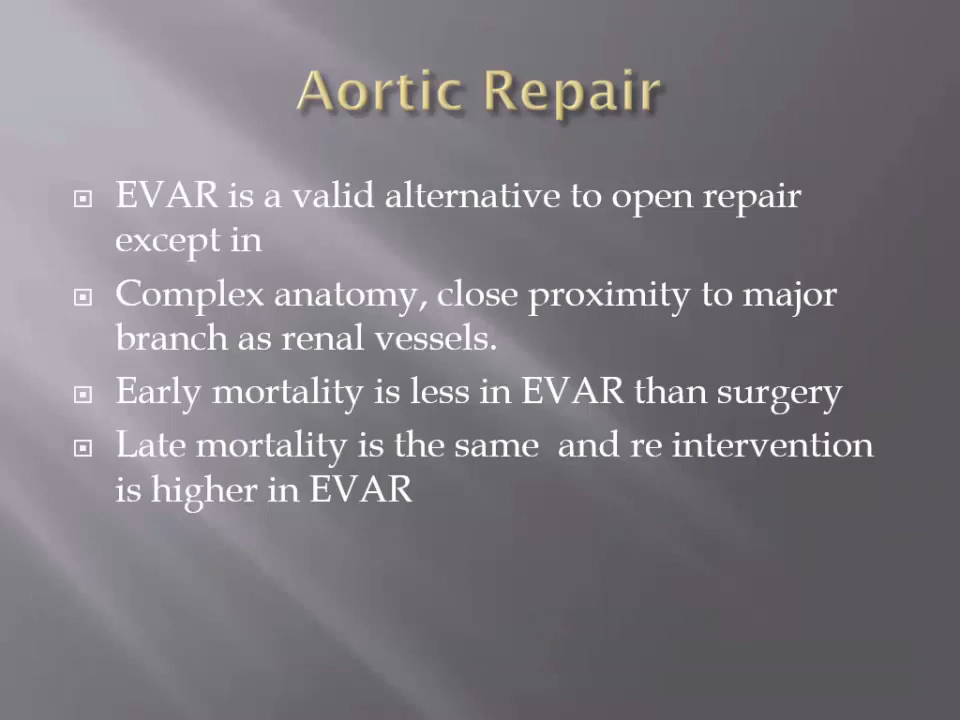 Aortic Repair
EVAR is a valid alternative to open repair
except in
Complex anatomy, close proximity to major
branch as renal vessels.
Early mortality is less in EVAR than surgery
Late mortality is the same  and re intervention
is higher in EVAR